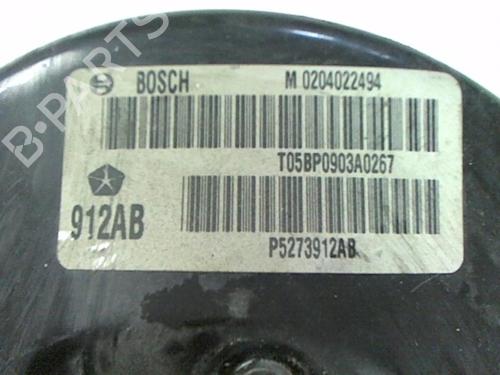 BOSCH M 0204022494
T05BP0903A0267
912AB
P5273912AB
B-PARTS